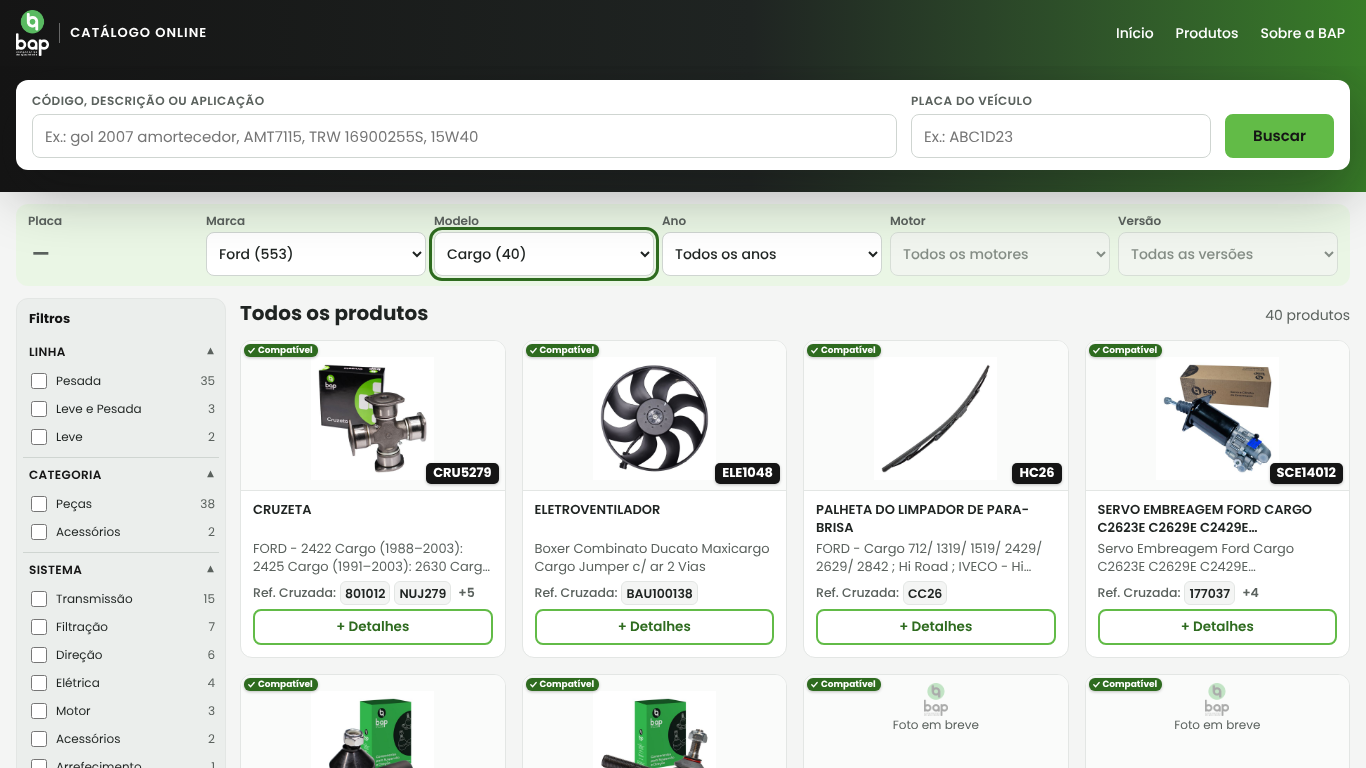 bap
CATÁLOGO ONLINE
Início
Produtos
Sobre a BAP
CÓDIGO, DESCRIÇÃO OU APLICAÇÃO
Ex.: gol 2007 amortecedor, AMT7115, TRW 16900255S, 15W40
PLACA DO VEÍCULO
Ex.: ABC1D23
Buscar
Placa
—
Marca
Ford (553)
Modelo
Cargo (40)
Ano
Todos os anos
Motor
Todos os motores
Versão
Todas as versões
Filtros
LINHA
Pesada 35
Leve e Pesada 3
Leve 2
CATEGORIA
Peças 38
Acessórios 2
SISTEMA
Transmissão 15
Filtração 7
Direção 6
Elétrica 4
Motor 3
Acessórios 2
Arrefecimento 1
Todos os produtos
40 produtos
Compatível
bap
Cruzeta
CRU5279
CRUZETA
FORD - 2422 Cargo (1988–2003):
2425 Cargo (1991–2003): 2630 Carg…
Ref. Cruzada: 801012 NUJ279 +5
+ Detalhes
Compatível
ELE1048
ELETROVENTILADOR
Boxer Combinato Ducato Maxicargo
Cargo Jumper c/ ar 2 Vias
Ref. Cruzada: BAU100138
+ Detalhes
Compatível
HC26
PALHETA DO LIMPADOR DE PARA-
BRISA
FORD - Cargo 712/ 1319/ 1519/ 2429/
2629/ 2842 ; Hi Road ; IVECO - Hi…
Ref. Cruzada: CC26
+ Detalhes
Compatível
bap
SCE14012
SERVO EMBREAGEM FORD CARGO
C2623E C2629E C2429E…
Servo Embreagem Ford Cargo
C2623E C2629E C2429E…
Ref. Cruzada: 177037 +4
+ Detalhes
Compatível
bap
Compatível
bap
Compatível
bap
Foto em breve
Compatível
bap
Foto em breve